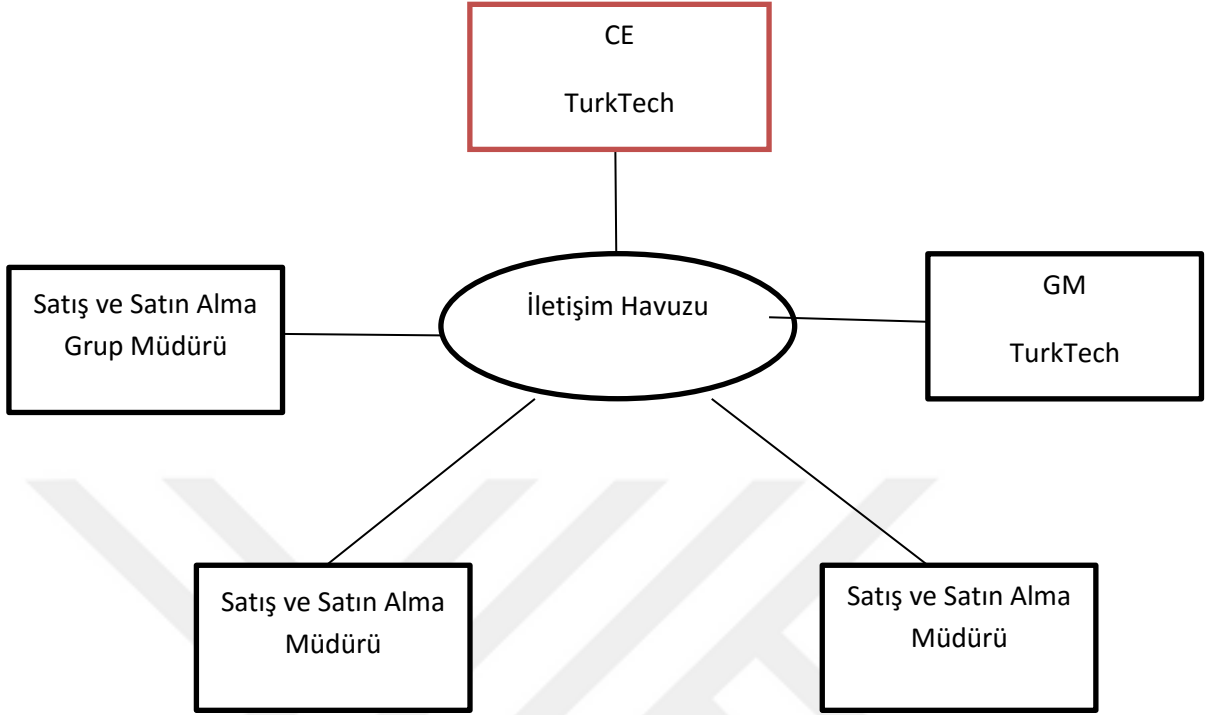 CE
TurkTech
Satış ve Satın Alma
Grup Müdürü
İletişim Havuzu
GM
TurkTech
Satış ve Satın Alma
Müdürü
Satış ve Satın Alma
Müdürü